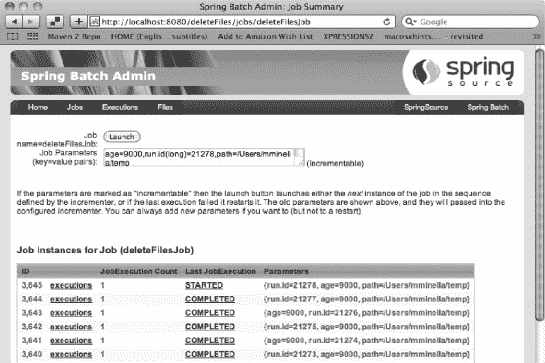 Spring Batch Admin: Job Summary
http://localhost:8080/deleteFiles/jobs/deleteFilesJob
Google
Maven 2 Repo HOME (Englis... subtitles) Add to Amazon Wish List XPRESSIONS2 macosxhints.... - revisited
Spring Batch Admin
spring
source
Home Jobs Executions Files SpringSource Spring Batch
Job
name=deleteFilesJob:
Launch
Job Parameters
(key=value pairs):
age=9000,run.id(long)=21278,path=/Users/mminell
a/temp
(Incrementable)
If the parameters are marked as "Incrementable" then the launch button launches either the next instance of the job in the sequence
defined by the incrementer, or if the last execution failed it restarts it. The old parameters are shown above, and they will passed into the
configured incrementer. You can always add new parameters if you want to (but not to a restart)
Job Instances for Job (deleteFilesJob)
ID JobExecution Count Last JobExecution Parameters
3,645 executions 1 STARTED {run.id=21278, age=9000, path=/Users/mminella/temp}
3,644 executions 1 COMPLETED {run.id=21277, age=9000, path=/Users/mminella/temp}
3,643 executions 1 COMPLETED {age=9000, run.id=21276, path=/Users/mminella/temp}
3,642 executions 1 COMPLETED {run.id=21275, age=9000, path=/Users/mminella/temp}
3,641 executions 1 COMPLETED {age=9000, run.id=21274, path=/Users/mminella/temp}
3,640 executions 1 COMPLETED {run.id=21273, age=9000, path=/Users/mminella/temp}